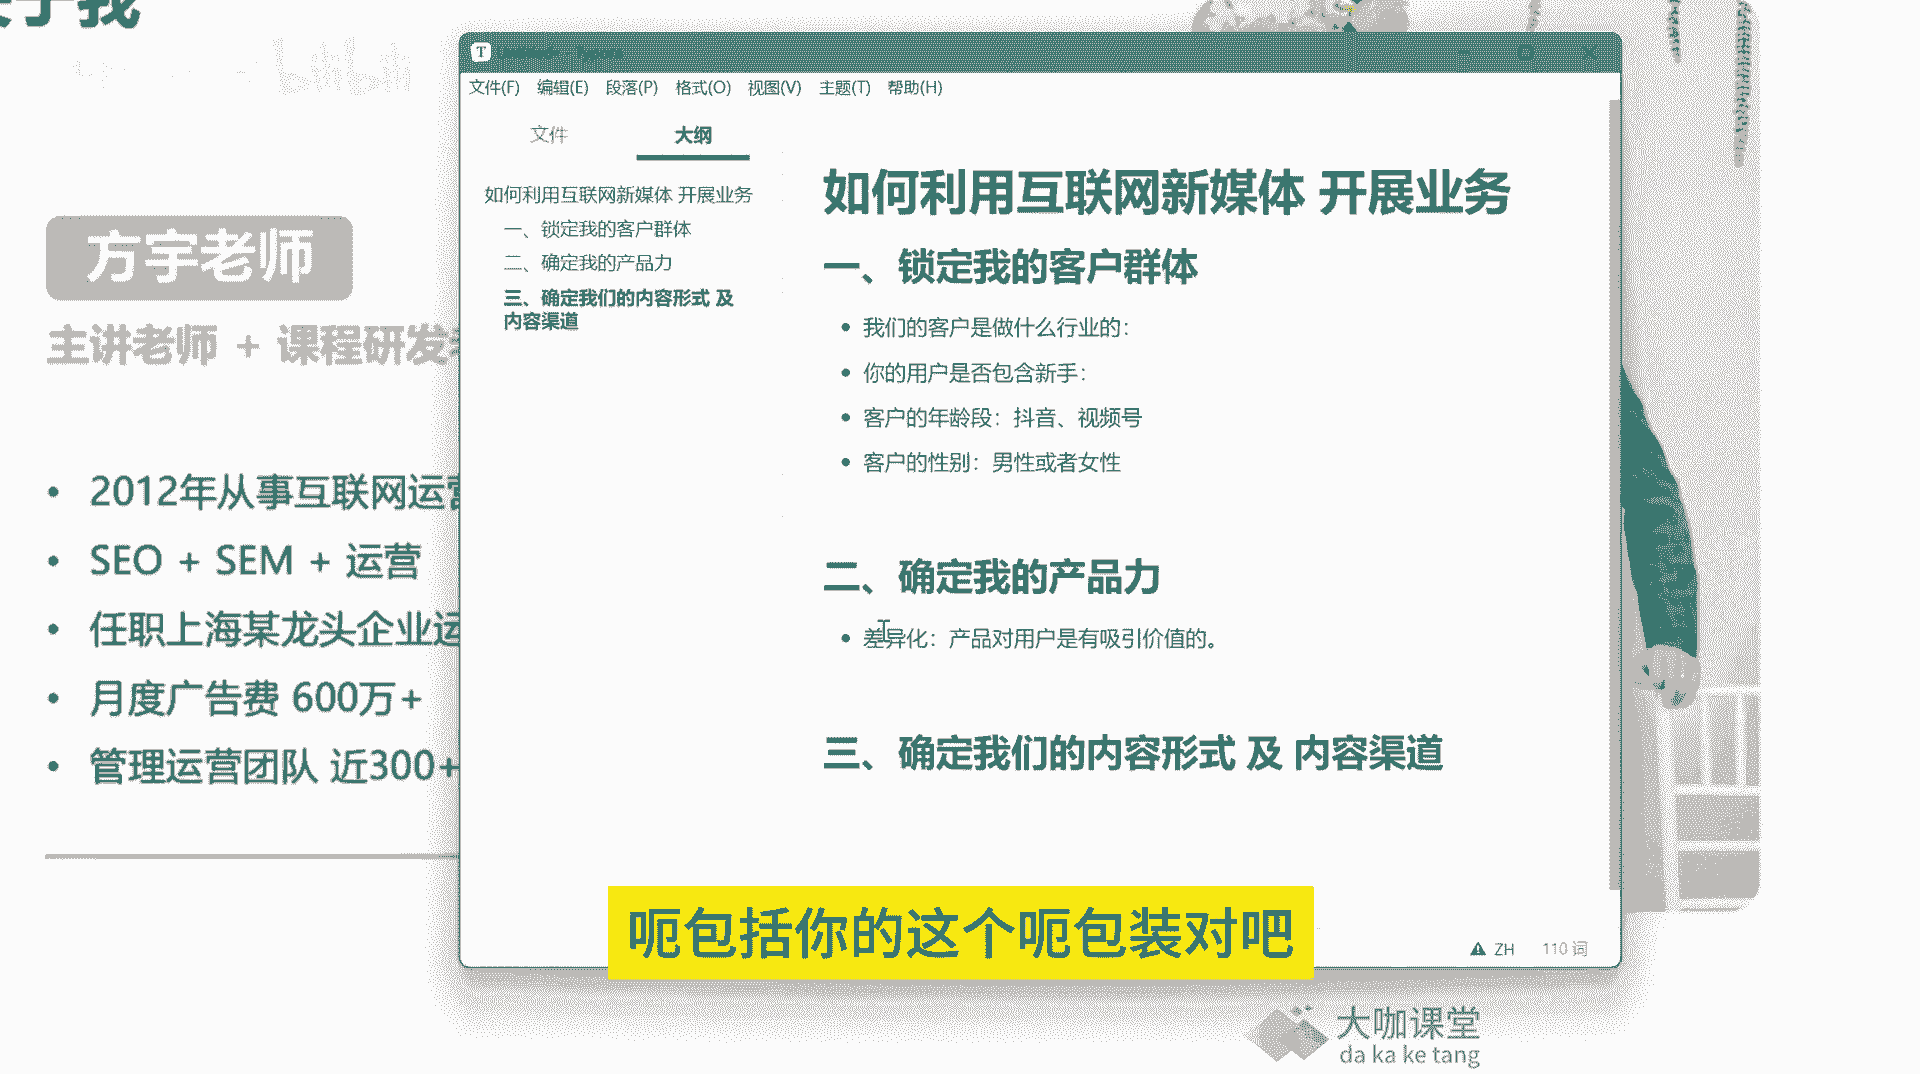 bilibili
方宇老师
主讲老师 + 课程研发
2012年从事互联网运营
SEO + SEM + 运营
任职上海某龙头企业运
月度广告费 600万+
管理运营团队 近300+
文件(F) 编辑(E) 段落(P) 格式(O) 视图(V) 主题(T) 帮助(H)
文件 大纲
如何利用互联网新媒体 开展业务
一、锁定我的客户群体
二、确定我的产品力
三、确定我们的内容形式 及
内容渠道
如何利用互联网新媒体 开展业务
一、锁定我的客户群体
我们的客户是做什么行业的：
你的用户是否包含新手：
客户的年龄段：抖音、视频号
客户的性别：男性或者女性
二、确定我的产品力
差异化：产品对用户是有吸引价值的。
三、确定我们的内容形式 及 内容渠道
ZH 110 词
呃包括你的这个呃包装对吧
大咖课堂
da ka ke tang